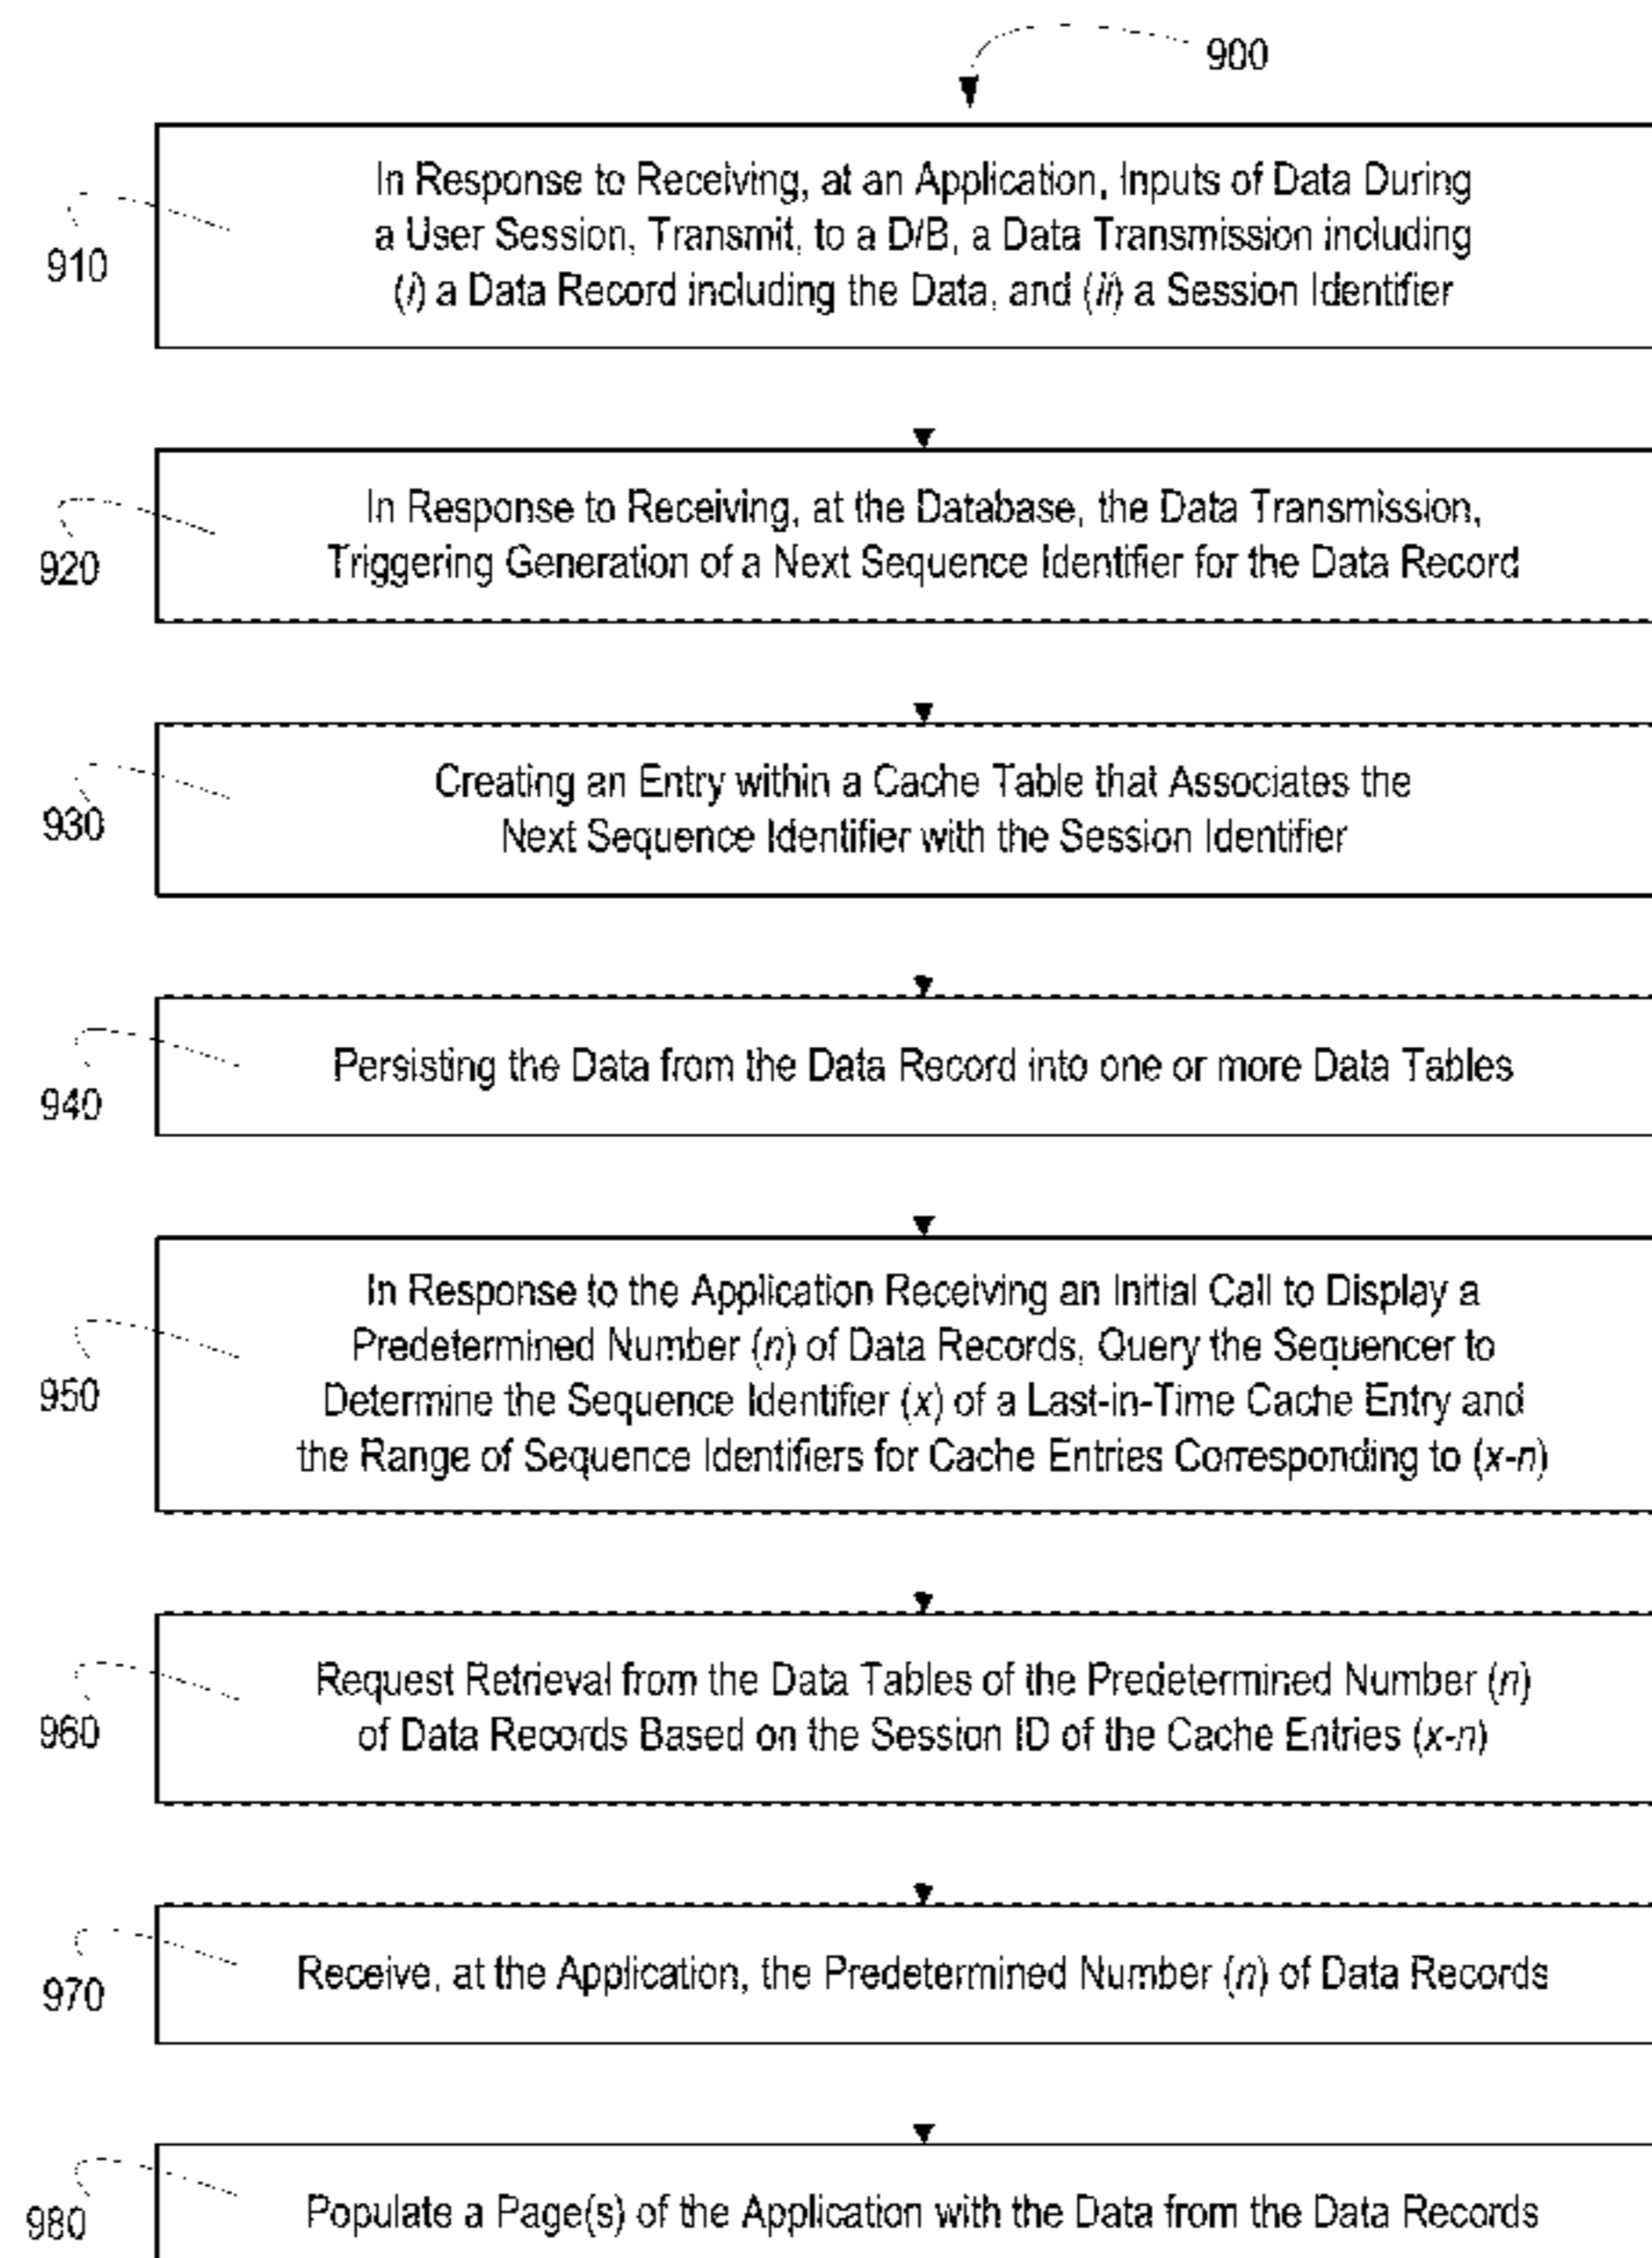 900
In Response to Receiving, at an Application, Inputs of Data During
a User Session, Transmit, to a D/B, a Data Transmission including
(i) a Data Record including the Data, and (ii) a Session Identifier
910
In Response to Receiving, at the Database, the Data Transmission,
Triggering Generation of a Next Sequence Identifier for the Data Record
920
Creating an Entry within a Cache Table that Associates the
Next Sequence Identifier with the Session Identifier
930
Persisting the Data from the Data Record into one or more Data Tables
940
In Response to the Application Receiving an Initial Call to Display a
Predetermined Number (n) of Data Records, Query the Sequencer to
Determine the Sequence Identifier (x) of a Last-in-Time Cache Entry and
the Range of Sequence Identifiers for Cache Entries Corresponding to (x-n)
950
Request Retrieval from the Data Tables of the Predetermined Number (n)
of Data Records Based on the Session ID of the Cache Entries (x-n)
960
Receive, at the Application, the Predetermined Number (n) of Data Records
970
Populate a Page(s) of the Application with the Data from the Data Records
980